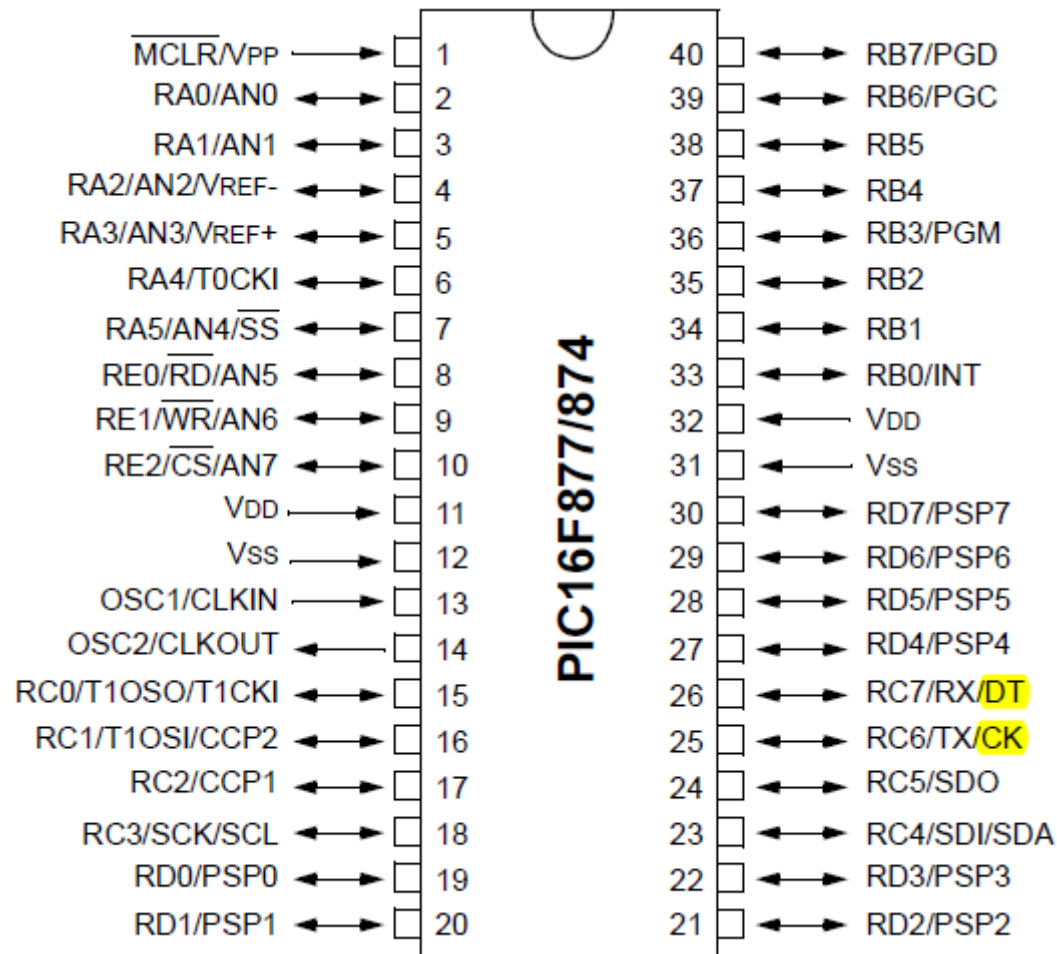 MCLR/VPP 1 40 RB7/PGD
RA0/AN0 2 39 RB6/PGC
RA1/AN1 3 38 RB5
RA2/AN2/VREF- 4 37 RB4
RA3/AN3/VREF+ 5 36 RB3/PGM
RA4/T0CKI 6 35 RB2
RA5/AN4/SS 7 34 RB1
RE0/RD/AN5 8 33 RB0/INT
RE1/WR/AN6 9 32 VDD
RE2/CS/AN7 10 31 VSS
VDD 11 30 RD7/PSP7
VSS 12 29 RD6/PSP6
OSC1/CLKIN 13 28 RD5/PSP5
OSC2/CLKOUT 14 27 RD4/PSP4
RC0/T1OSO/T1CKI 15 26 RC7/RX/DT
RC1/T1OSI/CCP2 16 25 RC6/TX/CK
RC2/CCP1 17 24 RC5/SDO
RC3/SCK/SCL 18 23 RC4/SDI/SDA
RD0/PSP0 19 22 RD3/PSP3
RD1/PSP1 20 21 RD2/PSP2
PIC16F877/874